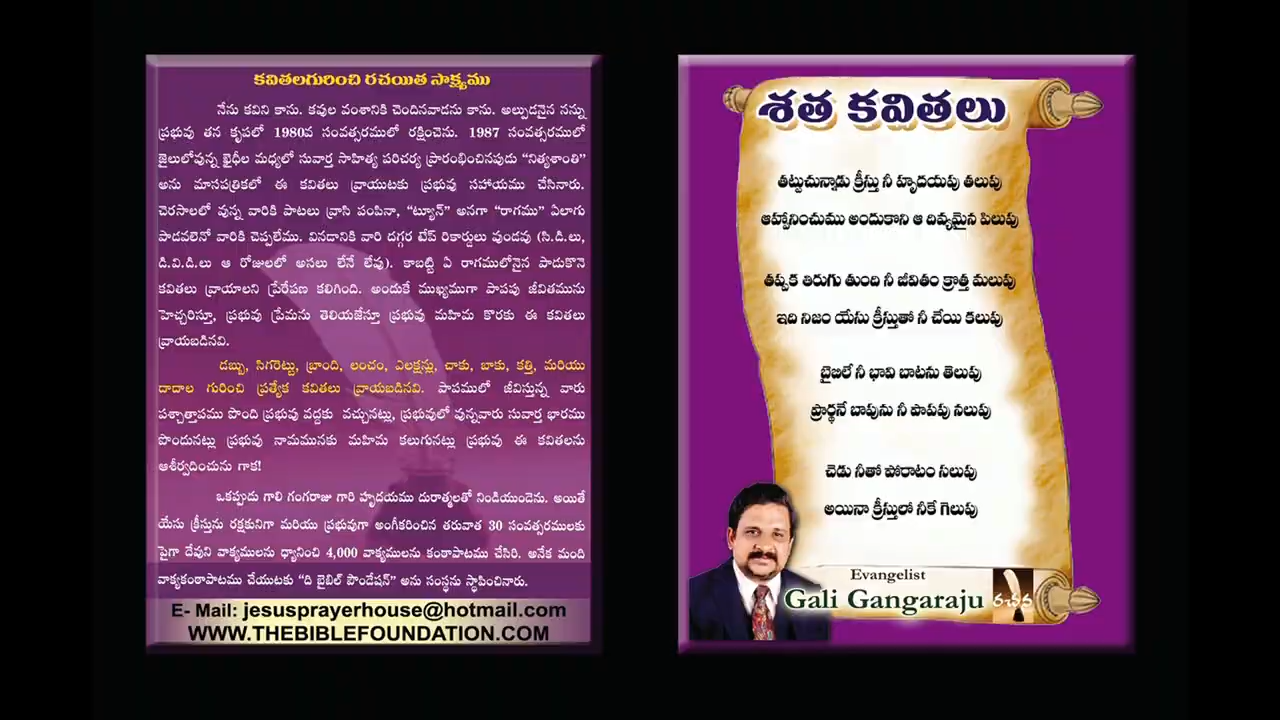 కవితలగురించి రచయిత సాక్ష్యము
నేను కవిని కాను. కవుల వంశానికి చెందినవాడను కాను. అల్పుడనైన నన్ను
ప్రభువు తన కృపలో 1980వ సంవత్సరములో రక్షించెను. 1987 సంవత్సరములో
జైలులోవున్న ఖైధీల మధ్యలో సువార్త సాహిత్య పరిచర్య ప్రారంభించినపుడు “నిత్యశాంతి”
అను మాసపత్రికలో ఈ కవితలు వ్రాయుటకు ప్రభువు సహాయము చేసినారు.
చెరసాలలో వున్న వారికి పాటలు వ్రాసి పంపినా, “ట్యూన్” అనగా “రాగము” ఏలాగు
పాడవలెనో వారికి చెప్పలేము. వినడానికి వారి దగ్గర టేప్ రికార్డులు వుండవు (సి.డి.లు,
డి.వి.డి.లు ఆ రోజులలో అసలు లేనే లేవు). కాబట్టి ఏ రాగములోనైన పాడుకొనె
కవితలు వ్రాయాలని ప్రేరేపణ కలిగింది. అందుకే ముఖ్యముగా పాపపు జీవితమును
హెచ్చరిస్తూ, ప్రభువు ప్రేమను తెలియజేస్తూ ప్రభువు మహిమ కొరకు ఈ కవితలు
వ్రాయబడినవి.
డబ్బు, సిగరెట్టు, బ్రాంది, లంచం, ఎలక్షన్లు, చాకు, బాకు, కత్తి, మరియు
దాదాల గురించి ప్రత్యేక కవితలు వ్రాయబడినవి. పాపములో జీవిస్తున్న వారు
పశ్చాత్తాపము పొంది ప్రభువు వద్దకు వచ్చునట్లు, ప్రభువులో వున్నవారు సువార్త భారము
పొందునట్లు ప్రభువు నామమునకు మహిమ కలుగునట్లు ప్రభువు ఈ కవితలను
ఆశీర్వదించును గాక!
ఒకప్పుడు గాలి గంగరాజు గారి హృదయము దురాత్మలతో నిండియుండెను. అయితే
యేసు క్రీస్తును రక్షకునిగా మరియు ప్రభువుగా అంగీకరించిన తరువాత 30 సంవత్సరములకు
పైగా దేవుని వాక్యములను ధ్యానించి 4,000 వాక్యములను కంఠాపాటము చేసిరి. అనేక మంది
వాక్యకంఠాపాటము చేయుటకు “ది బైబిల్ పౌండేషన్” అను సంస్థను స్థాపించినారు.
E- Mail: jesusprayerhouse@hotmail.com
WWW.THEBIBLEFOUNDATION.COM
శత కవితలు
తట్టుచున్నాడు క్రీస్తు నీ హృదయపు తలుపు
ఆహ్వానించుము అందుకొని ఆ దివ్యమైన పిలుపు
తప్పక తిరుగు తుంది నీ జీవితం క్రొత్త మలుపు
ఇది నిజం యేసు క్రీస్తుతో నీ చేయి కలుపు
బైబిలే నీ భావి బాటను తెలుపు
ప్రార్థనే బాపును నీ పాపపు నలుపు
చెడు నీతో పోరాటం సలుపు
అయినా క్రీస్తులో నీకే గెలుపు
Evangelist
Gali Gangaraju రచన